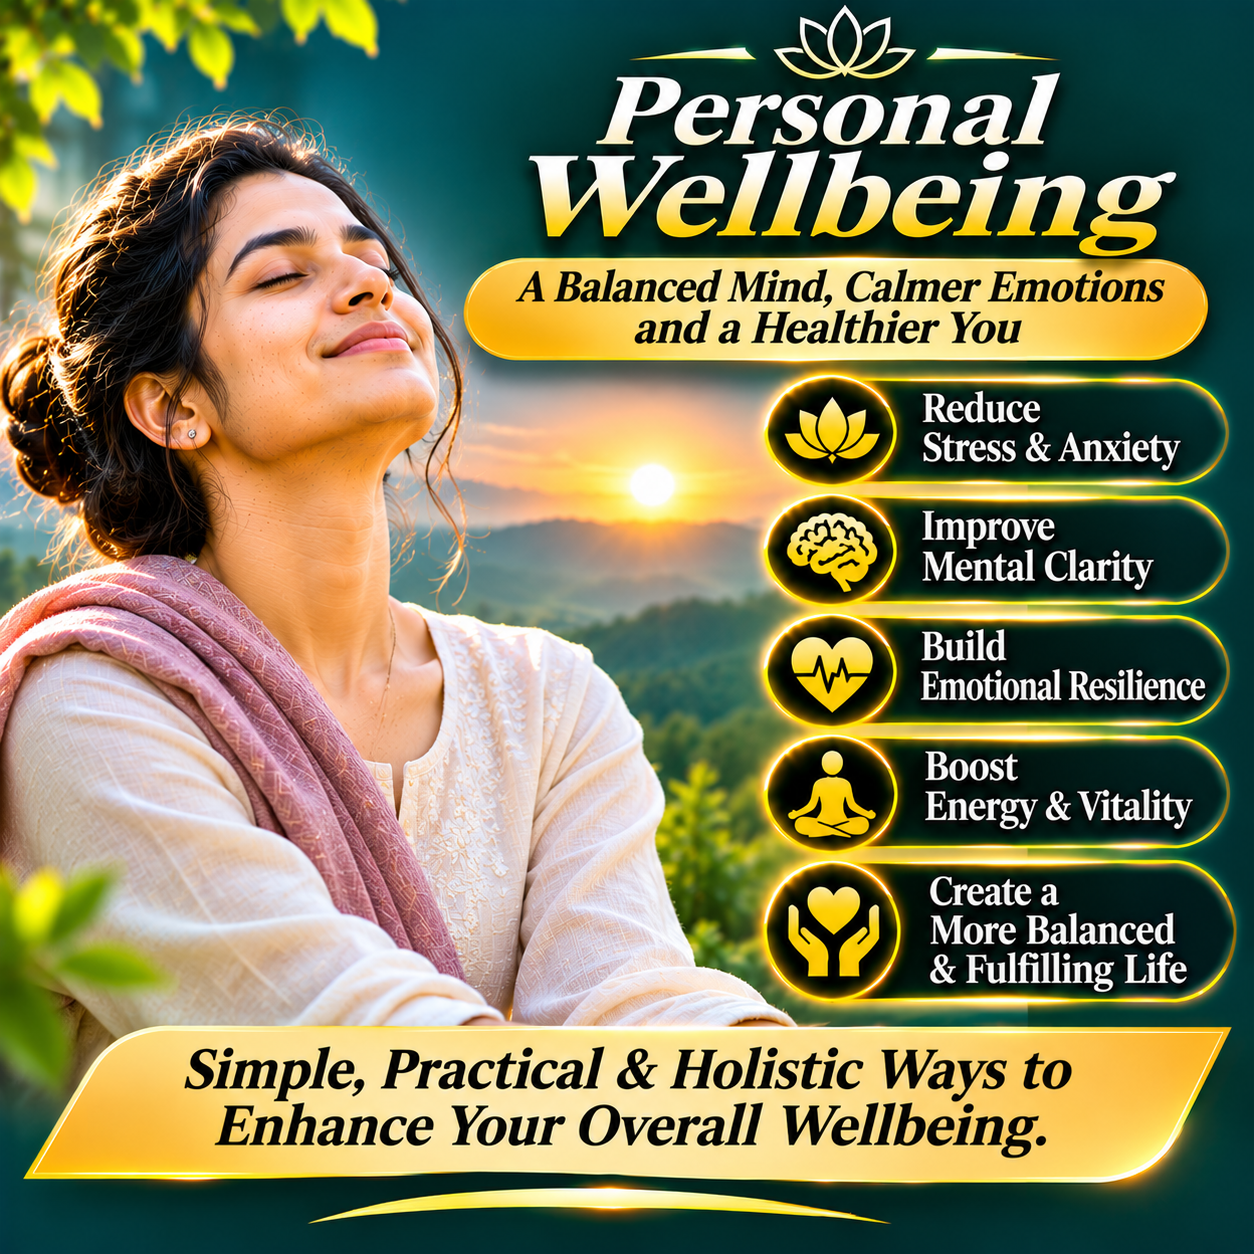 Personal
Wellbeing
A Balanced Mind, Calmer Emotions
and a Healthier You
Reduce
Stress & Anxiety
Improve
Mental Clarity
Build
Emotional Resilience
Boost
Energy & Vitality
Create a
More Balanced
& Fulfilling Life
Simple, Practical & Holistic Ways to
Enhance Your Overall Wellbeing.